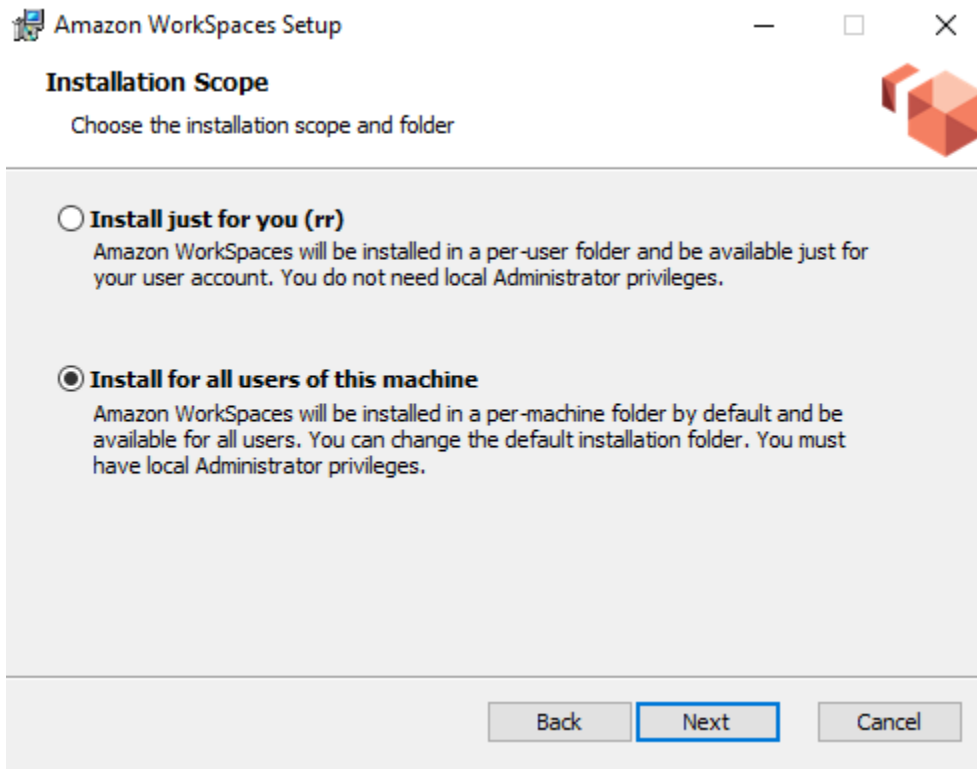 Amazon WorkSpaces Setup
Installation Scope
Choose the installation scope and folder
Install just for you (rr)
Amazon WorkSpaces will be installed in a per-user folder and be available just for
your user account. You do not need local Administrator privileges.
Install for all users of this machine
Amazon WorkSpaces will be installed in a per-machine folder by default and be
available for all users. You can change the default installation folder. You must
have local Administrator privileges.
Back Next Cancel